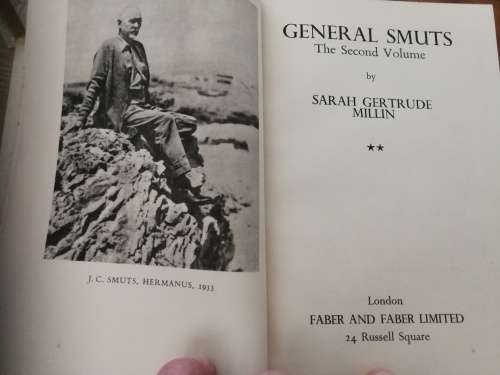 J. C. SMUTS, HERMANUS, 1933
GENERAL SMUTS
The Second Volume
by
SARAH GERTRUDE
MILLIN
★★
London
FABER AND FABER LIMITED
24 Russell Square